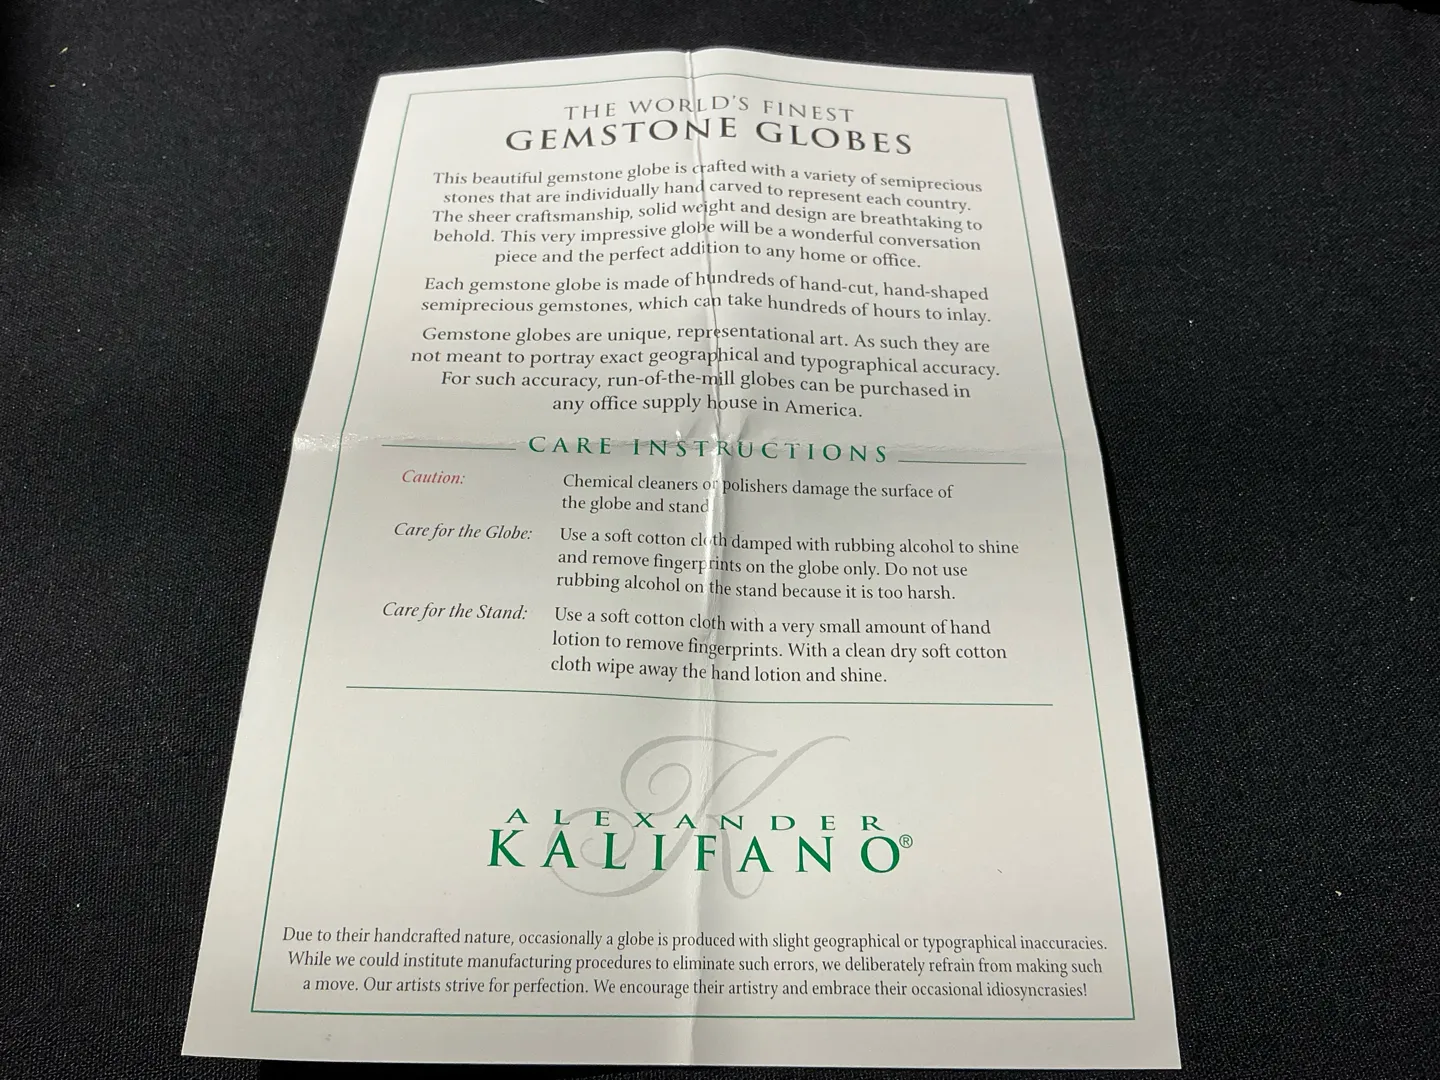 THE WORLD'S FINEST
GEMSTONE GLOBES
This beautiful gemstone globe is crafted with a variety of semiprecious
stones that are individually hand carved to represent each country.
The sheer craftsmanship, solid weight and design are breathtaking to
behold. This very impressive globe will be a wonderful conversation
piece and the perfect addition to any home or office.
Each gemstone globe is made of hundreds of hand-cut, hand-shaped
semiprecious gemstones, which can take hundreds of hours to inlay.
Gemstone globes are unique, representational art. As such they are
not meant to portray exact geographical and typographical accuracy.
For such accuracy, run-of-the-mill globes can be purchased in
any office supply house in America.
CARE INSTRUCTIONS
Caution: Chemical cleaners or polishers damage the surface of
the globe and stand
Care for the Globe: Use a soft cotton cloth damped with rubbing alcohol to shine
and remove fingerprints on the globe only. Do not use
rubbing alcohol on the stand because it is too harsh.
Care for the Stand: Use a soft cotton cloth with a very small amount of hand
lotion to remove fingerprints. With a clean dry soft cotton
cloth wipe away the hand lotion and shine.
K
ALEXANDER
KALIFANO®
Due to their handcrafted nature, occasionally a globe is produced with slight geographical or typographical inaccuracies.
While we could institute manufacturing procedures to eliminate such errors, we deliberately refrain from making such
a move. Our artists strive for perfection. We encourage their artistry and embrace their occasional idiosyncrasies!